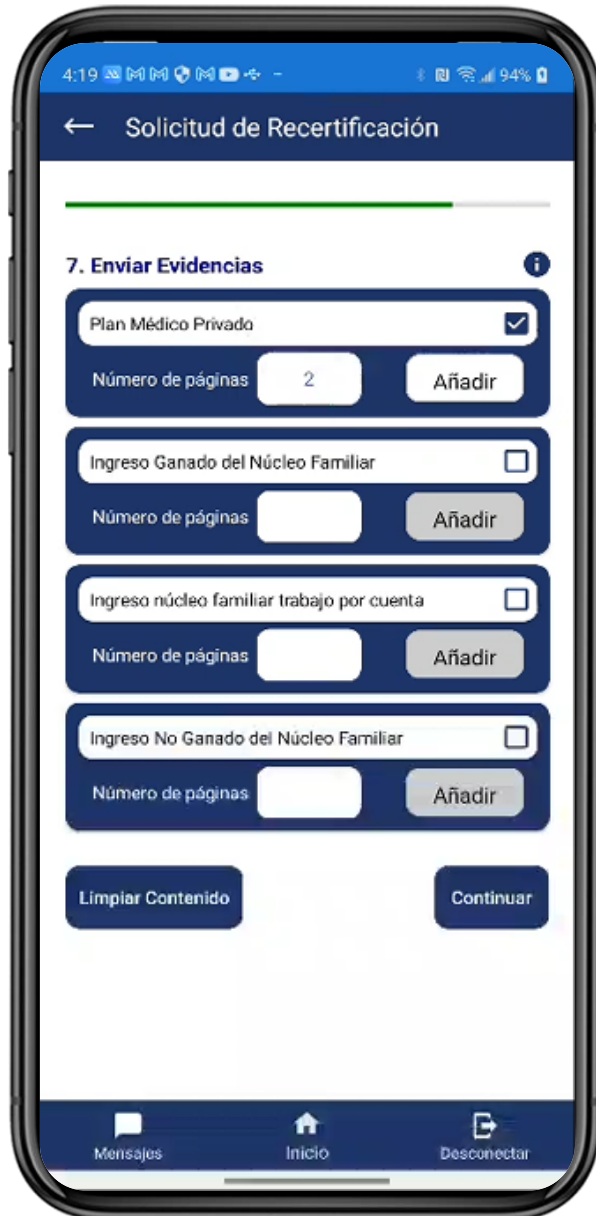 4:19
94%
Solicitud de Recertificación
7. Enviar Evidencias
Plan Médico Privado
Número de páginas 2 Añadir
Ingreso Ganado del Núcleo Familiar
Número de páginas Añadir
Ingreso núcleo familiar trabajo por cuenta
Número de páginas Añadir
Ingreso No Ganado del Núcleo Familiar
Número de páginas Añadir
Limpiar Contenido Continuar
Mensajes Inicio Desconectar